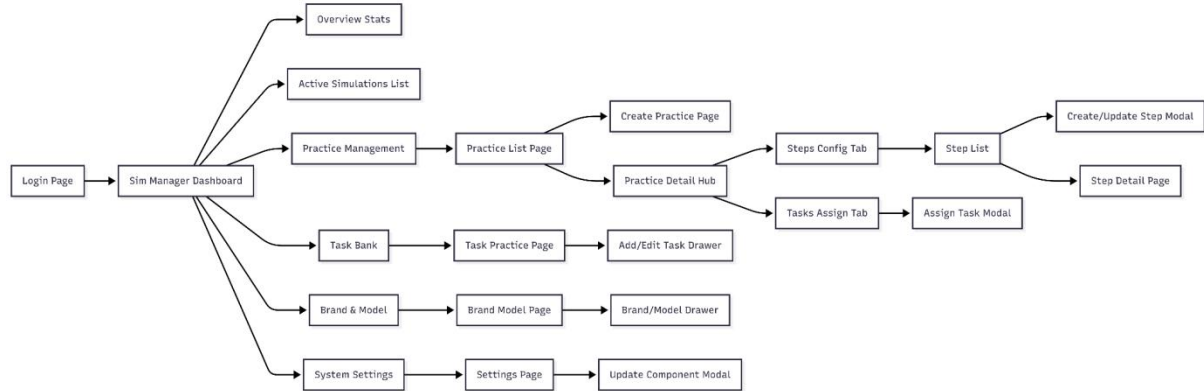 Overview Stats
Active Simulations List
Create Practice Page
Create/Update Step Modal
Practice Management
Practice List Page
Steps Config Tab
Step List
Login Page
Sim Manager Dashboard
Practice Detail Hub
Step Detail Page
Tasks Assign Tab
Assign Task Modal
Task Bank
Task Practice Page
Add/Edit Task Drawer
Brand & Model
Brand Model Page
Brand/Model Drawer
System Settings
Settings Page
Update Component Modal